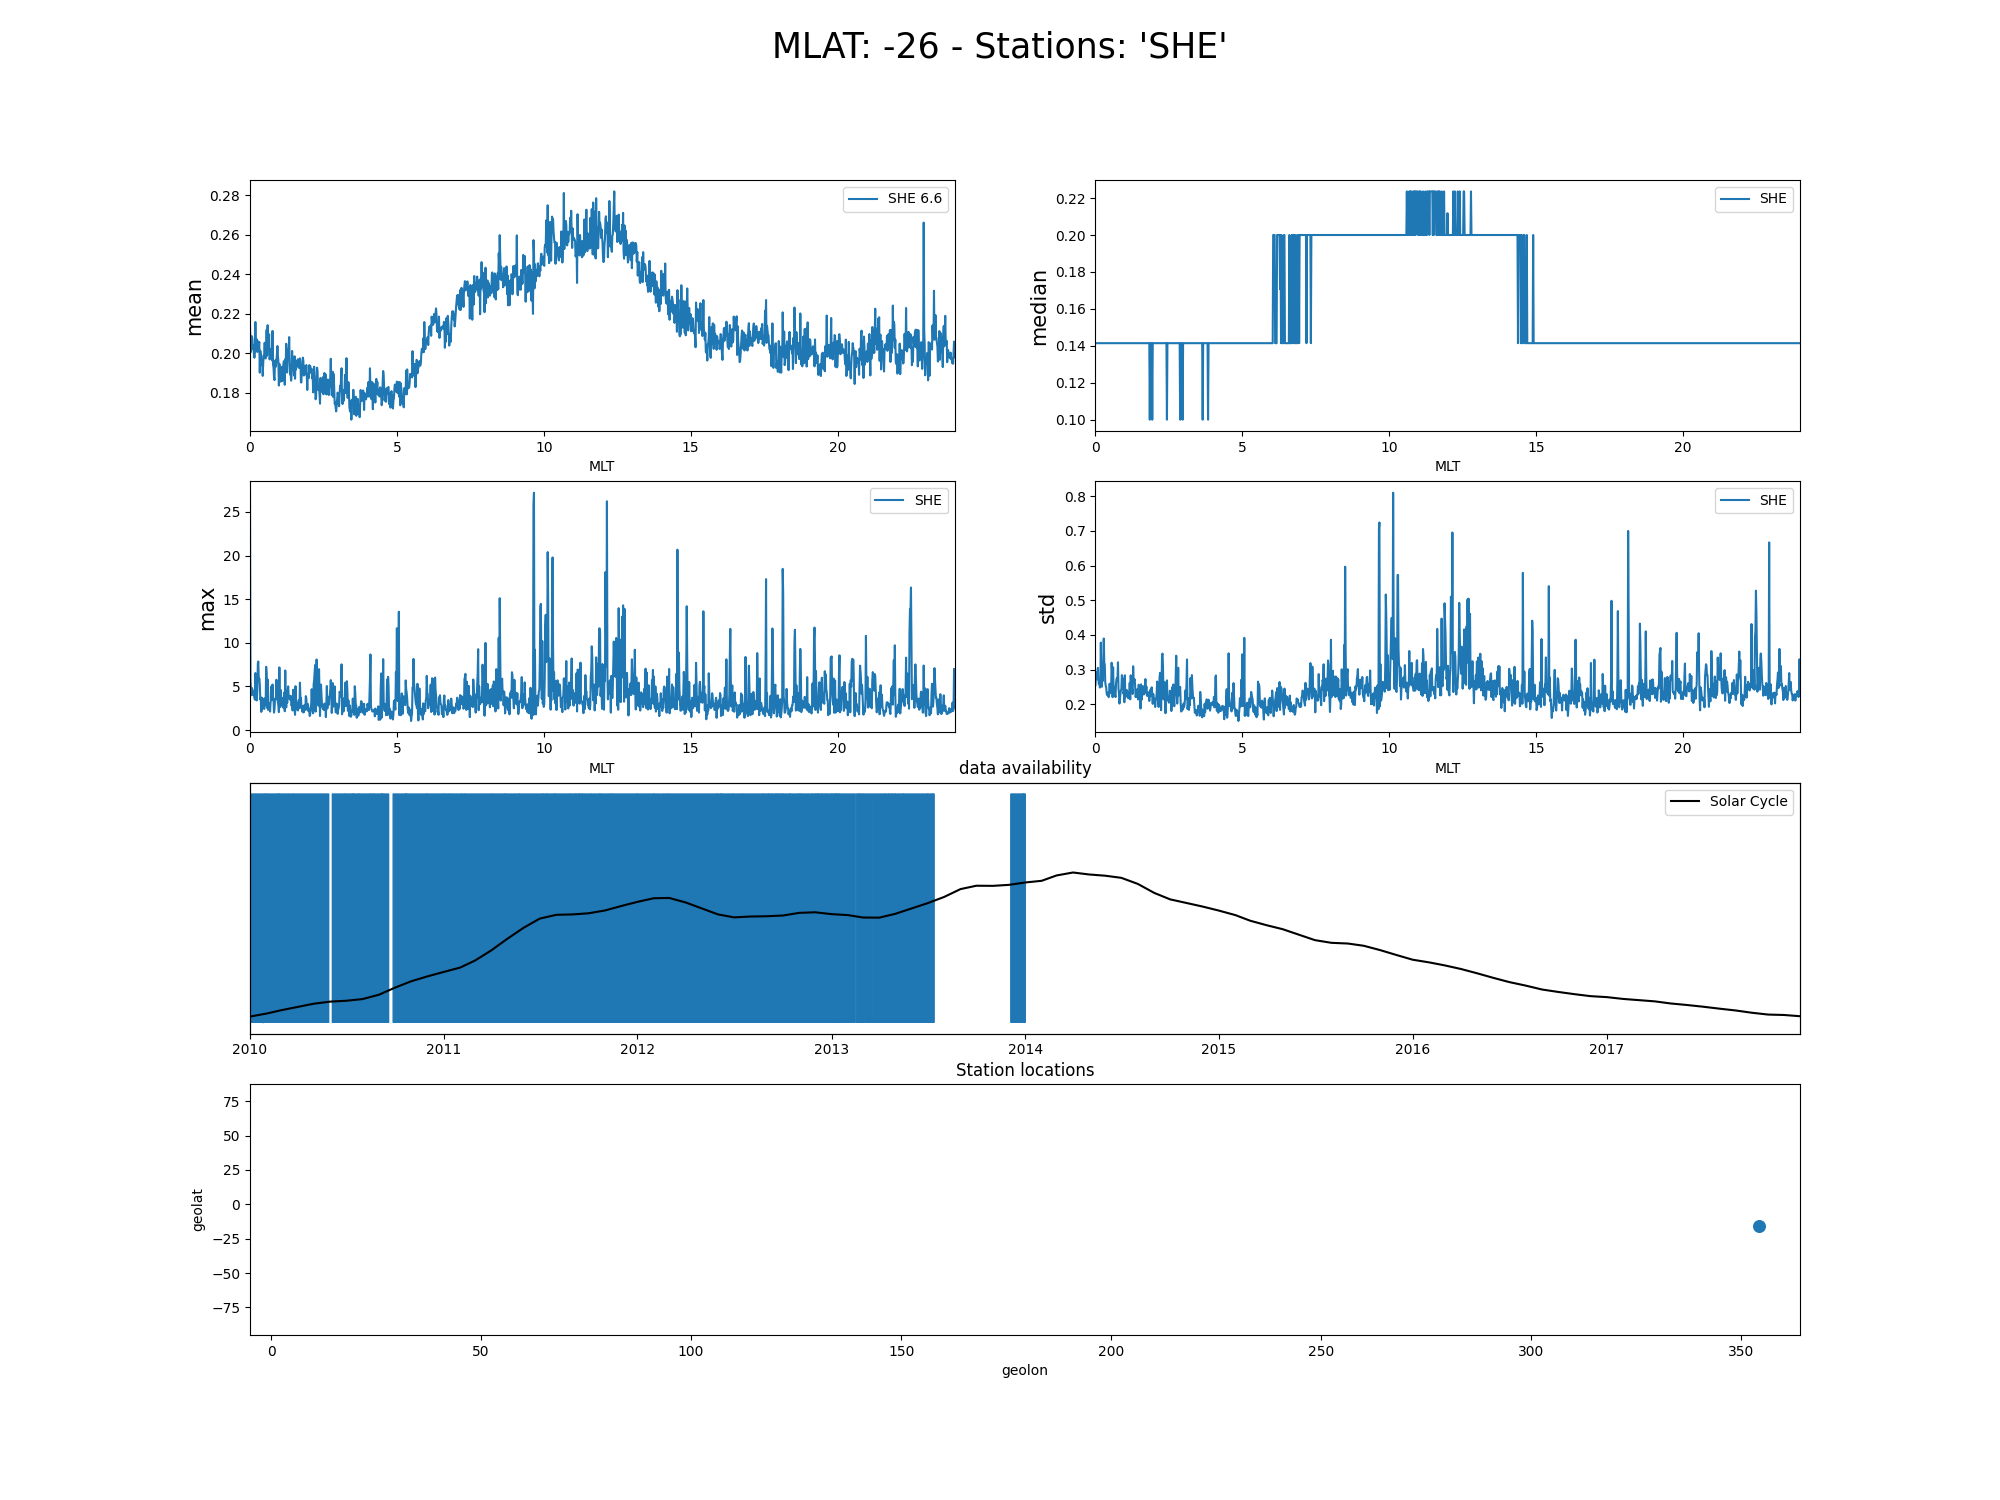 MLAT: -26 - Stations: 'SHE'
mean
0.28
0.26
0.24
0.22
0.20
0.18
SHE 6.6
0 5 10 15 20
MLT
median
0.22
0.20
0.18
0.16
0.14
0.12
0.10
SHE
0 5 10 15 20
MLT
max
25
20
15
10
5
0
SHE
0 5 10 15 20
MLT
std
0.8
0.7
0.6
0.5
0.4
0.3
0.2
SHE
0 5 10 15 20
MLT
data availability
Solar Cycle
2010 2011 2012 2013 2014 2015 2016 2017
Station locations
geolat
75
50
25
0
−25
−50
−75
0 50 100 150 200 250 300 350
geolon